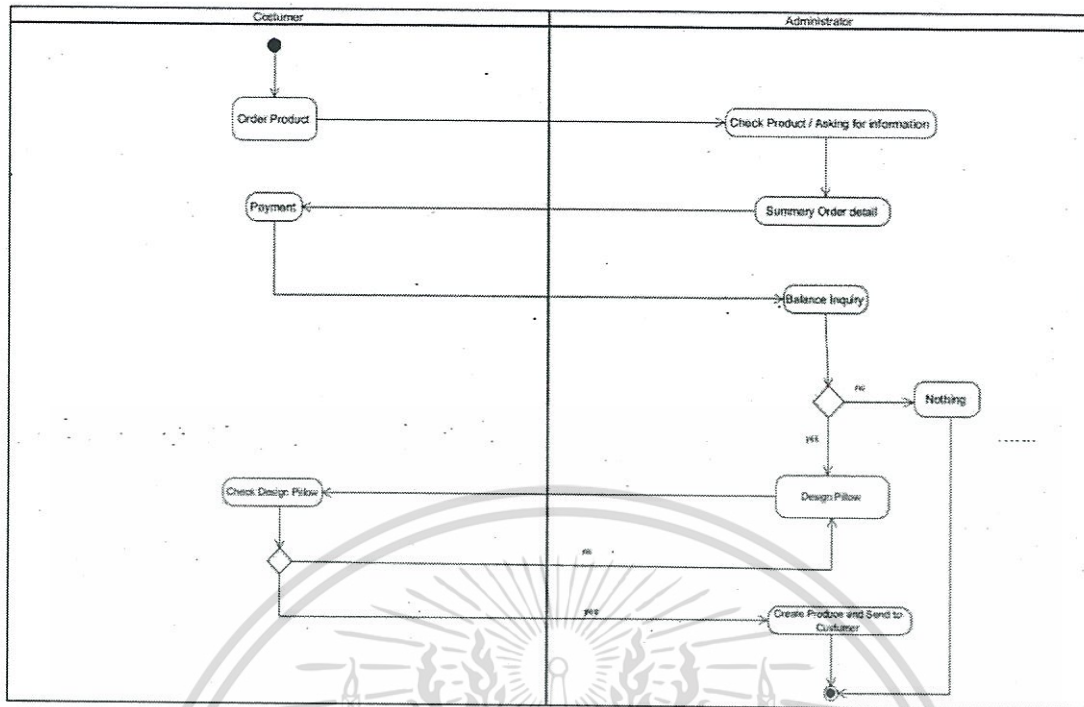 Costumer
Administrator
Order Product
Check Product / Asking for information
Payment
Summary Order detail
Balance Inquiry
no
Nothing
yes
Check Design Pillow
Design Pillow
no
yes
Create Produce and Send to
Custumer